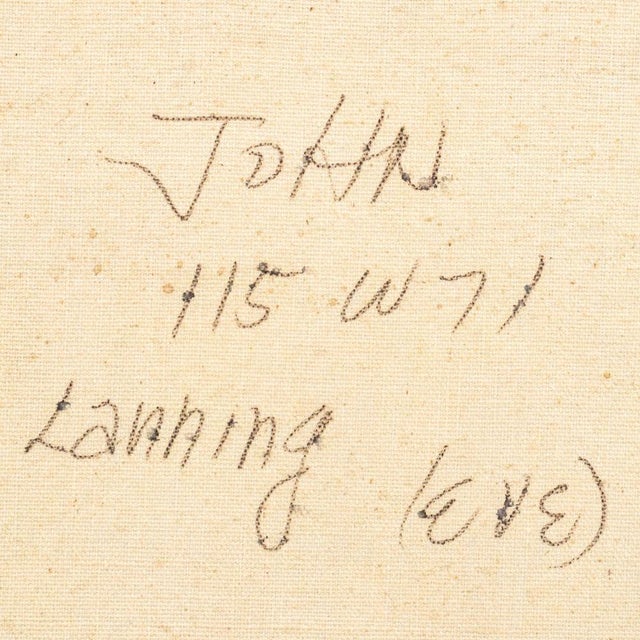 JOHN
115 W 71
Lanning
(EVE)